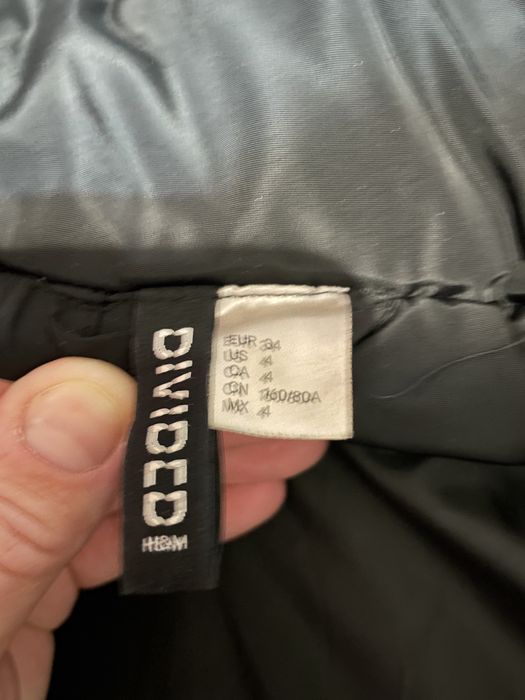 DIVIDED
H&M
EUR 34
US 4
CA 4
CN 160/80A
MX 4